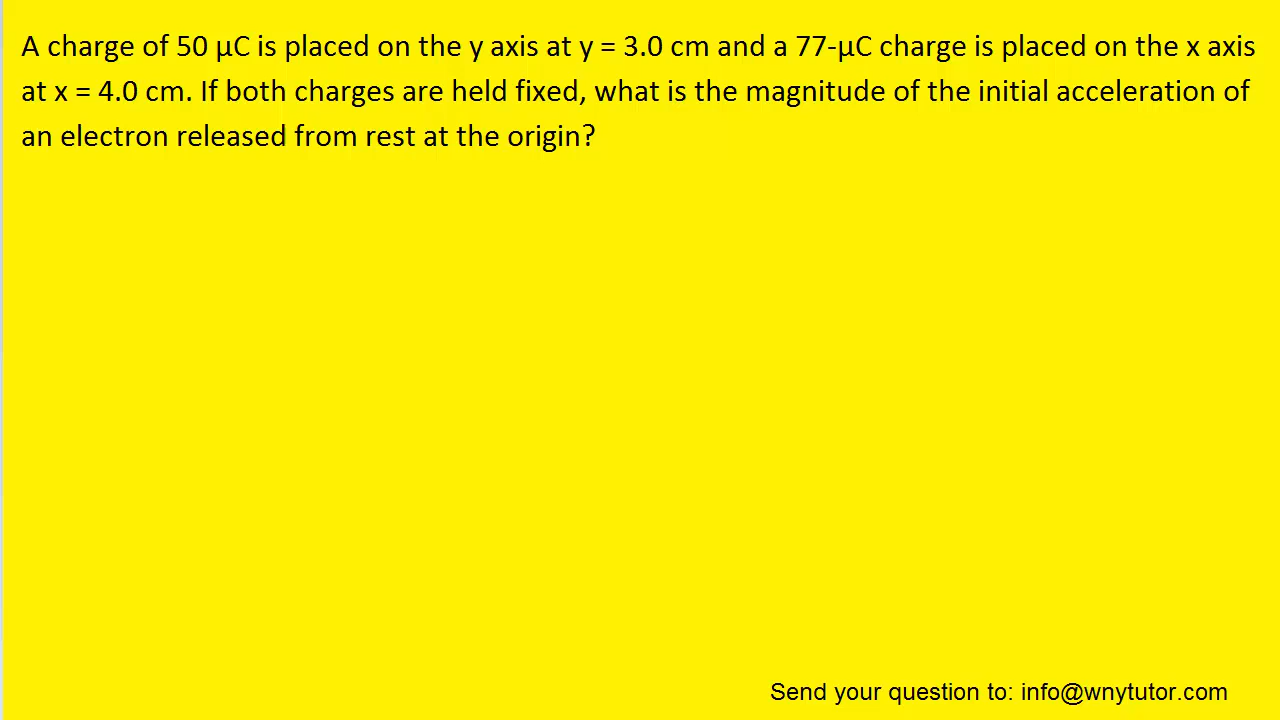 A charge of 50 μC is placed on the y axis at y = 3.0 cm and a 77-μC charge is placed on the x axis
at x = 4.0 cm. If both charges are held fixed, what is the magnitude of the initial acceleration of
an electron released from rest at the origin?
Send your question to: info@wnytutor.com